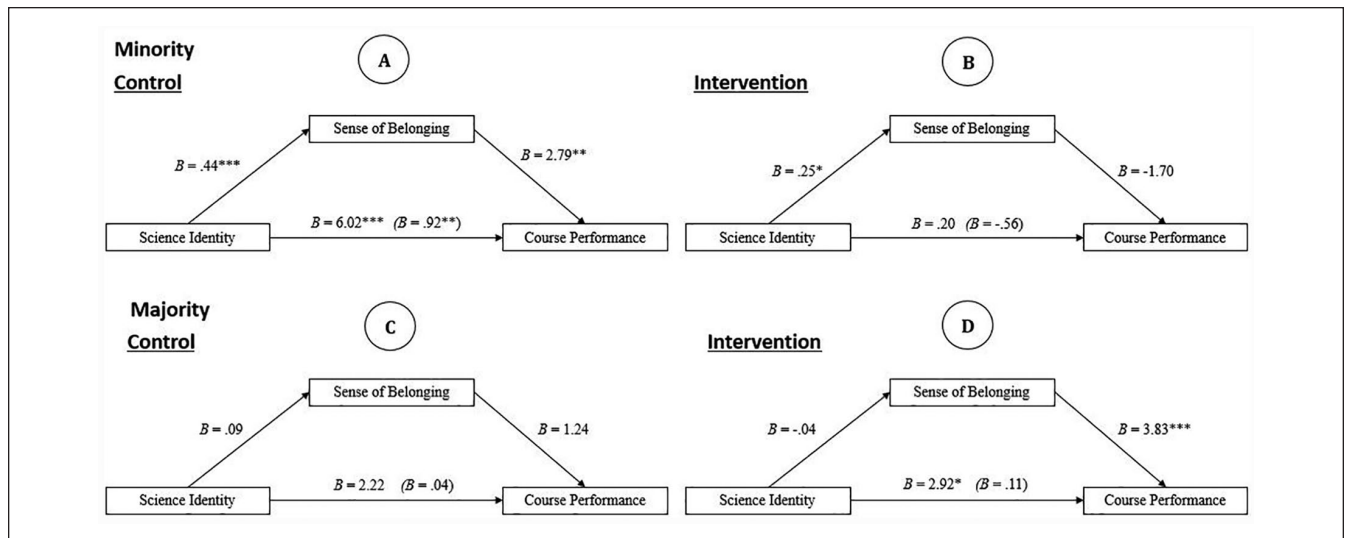 Minority
Control
A
Sense of Belonging
B = .44***
B = 2.79**
B = 6.02*** (B = .92**)
Science Identity
Course Performance
Intervention
B
Sense of Belonging
B = .25*
B = -1.70
B = .20 (B = -.56)
Science Identity
Course Performance
Majority
Control
C
Sense of Belonging
B = .09
B = 1.24
B = 2.22 (B = .04)
Science Identity
Course Performance
Intervention
D
Sense of Belonging
B = -.04
B = 3.83***
B = 2.92* (B = .11)
Science Identity
Course Performance